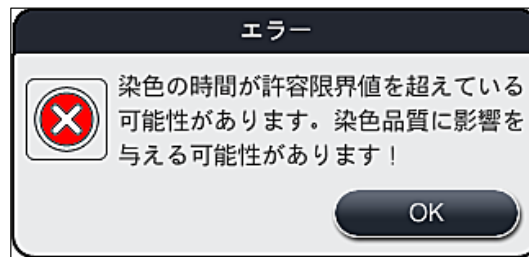 エラー
染色の時間が許容限界値を超えている
可能性があります。染色品質に影響を
与える可能性があります！
OK